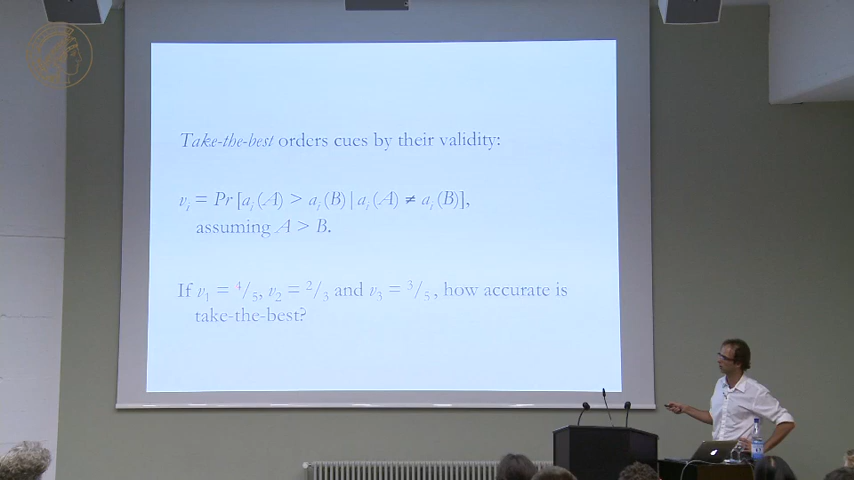 Take-the-best orders cues by their validity:
vᵢ = Pr [aᵢ(A) > aᵢ(B) | aᵢ(A) ≠ aᵢ(B)],
assuming A > B.
If v₁ = ⁴/₅, v₂ = ²/₃ and v₃ = ³/₅, how accurate is
take-the-best?